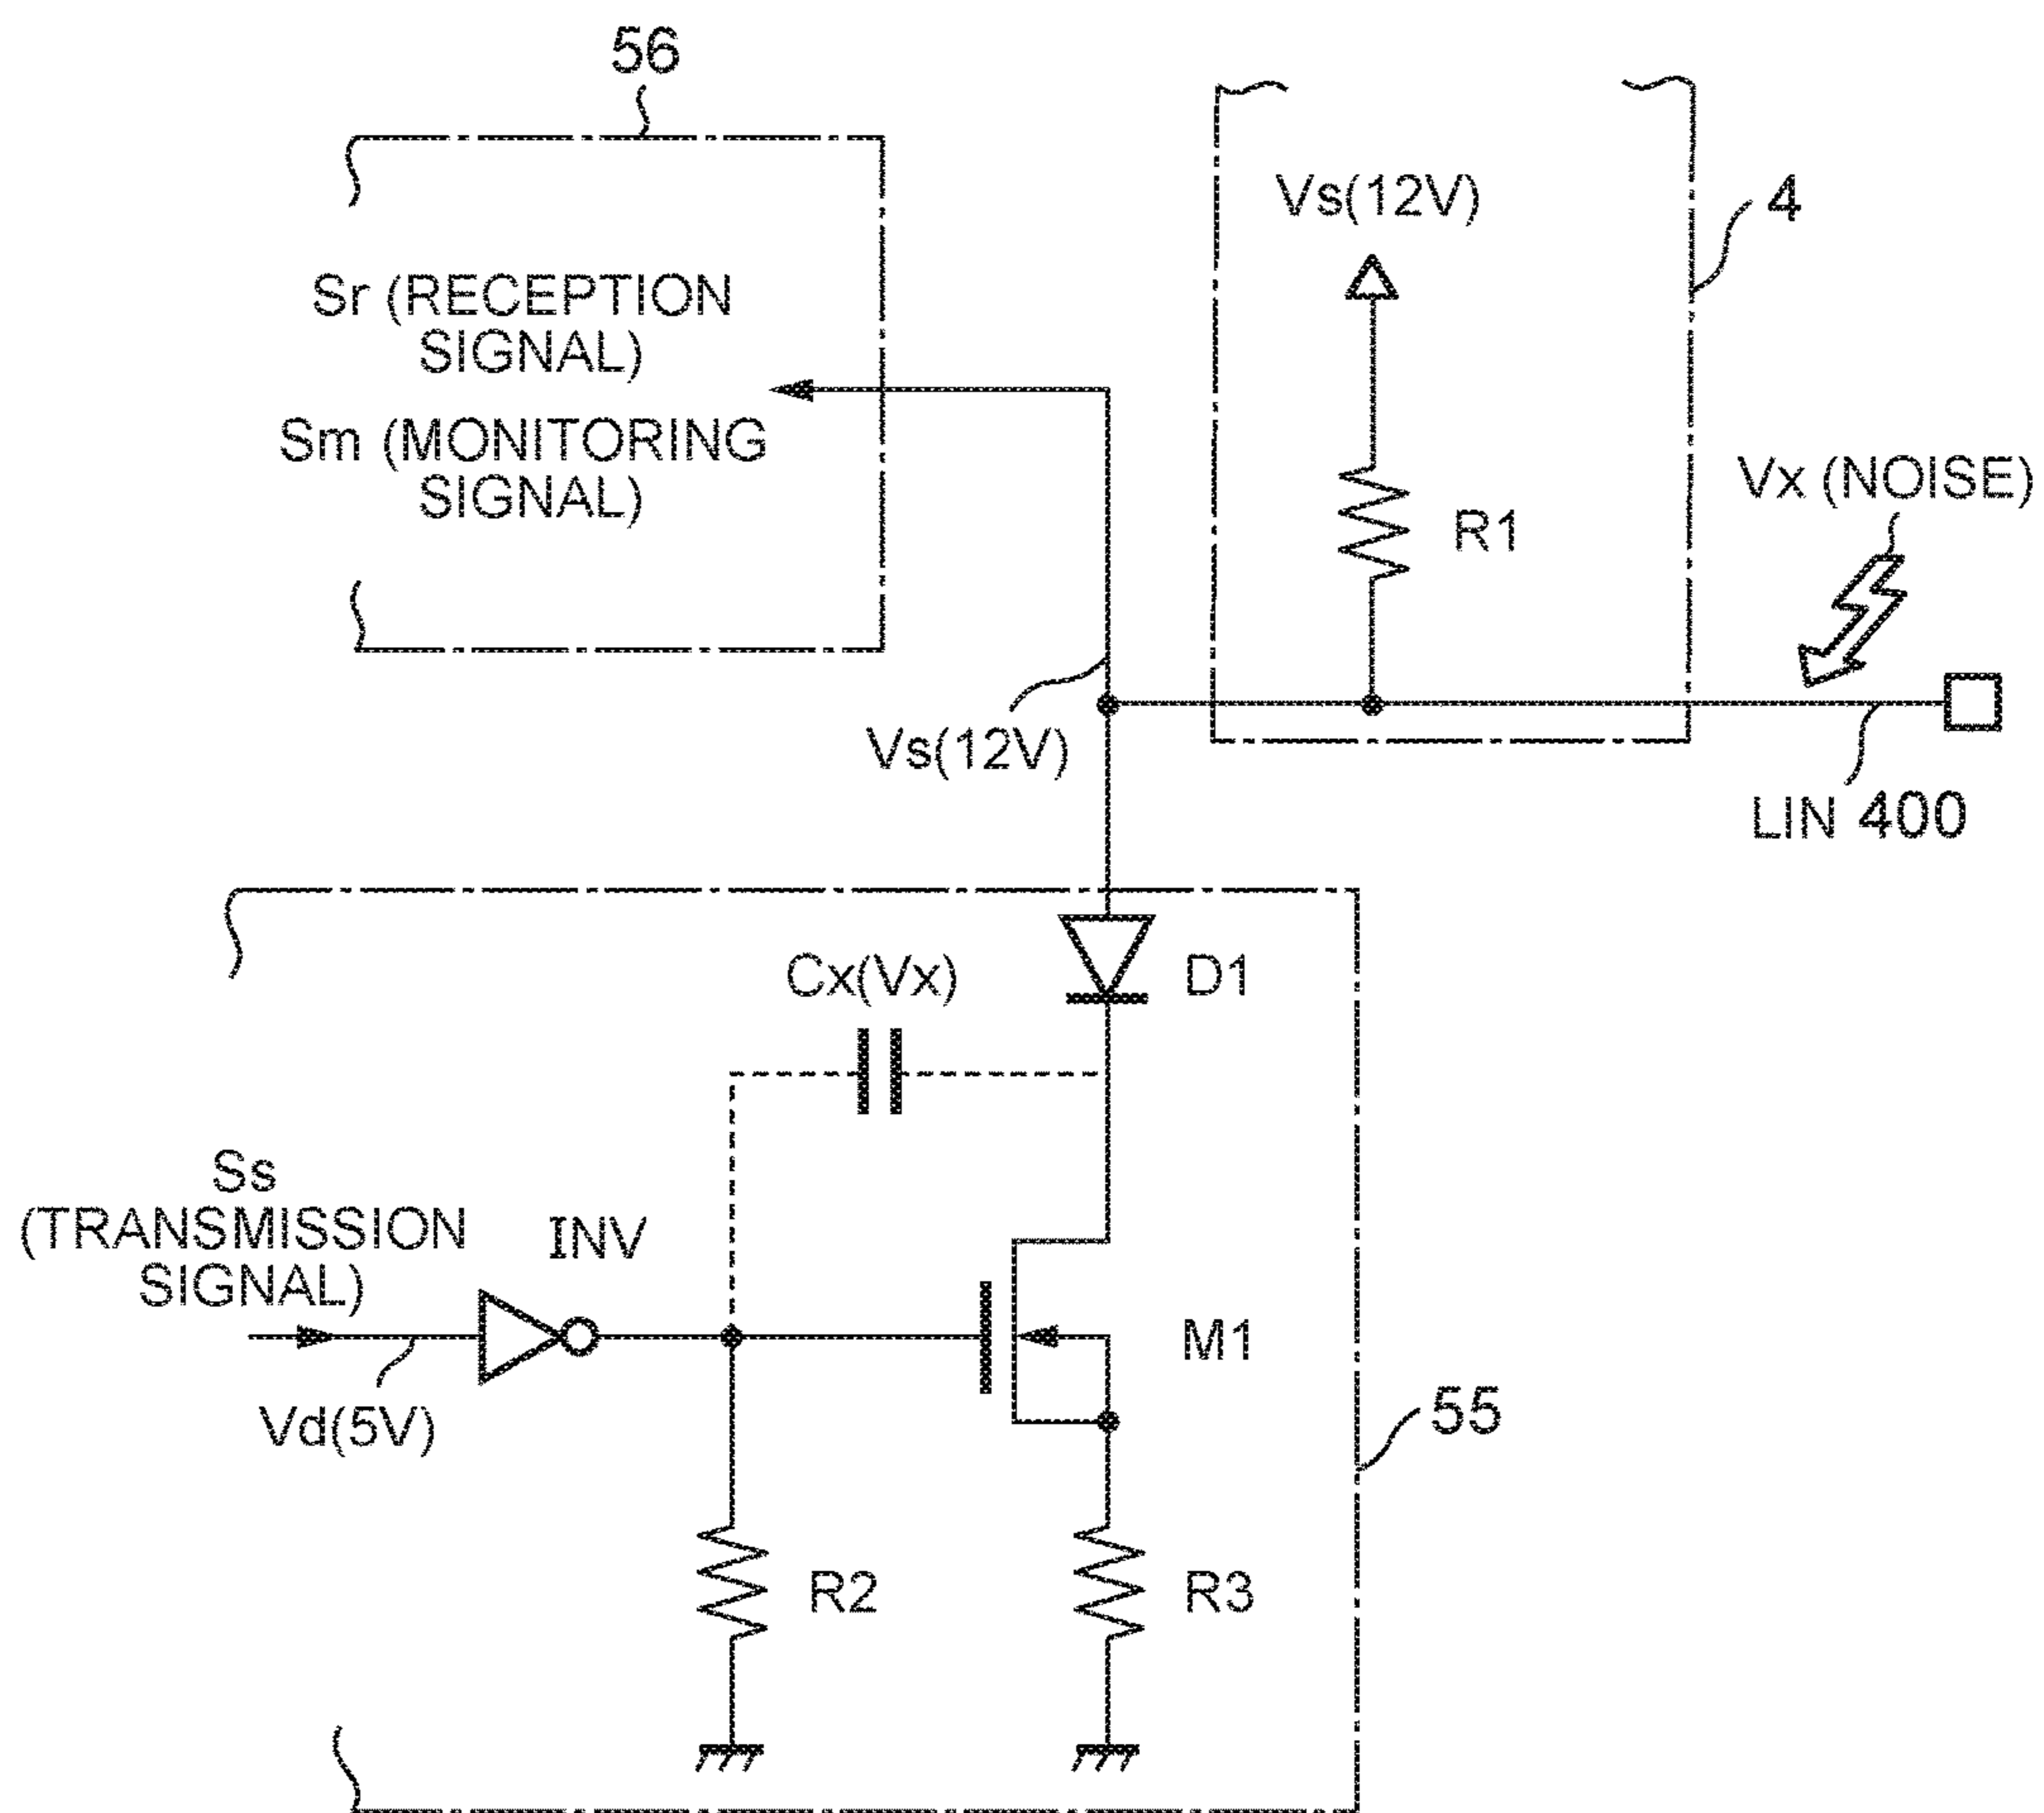 56
Vs(12V)
4
Sr (RECEPTION
SIGNAL)
Sm (MONITORING
SIGNAL)
Vx (NOISE)
R1
Vs(12V)
LIN 400
Cx(Vx)
D1
Ss
(TRANSMISSION
SIGNAL)
INV
M1
Vd(5V)
55
R2
R3